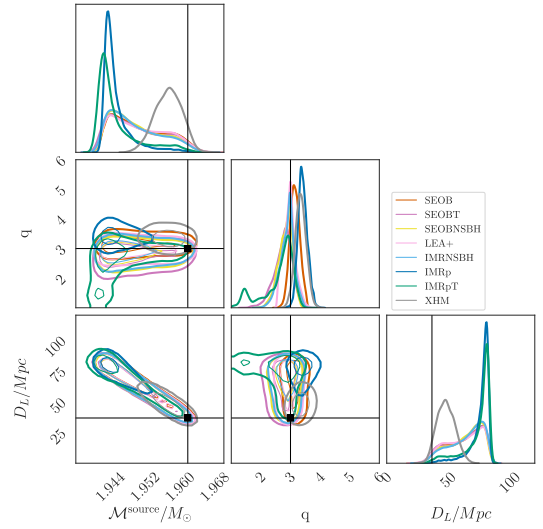 q
6
5
4
3
2
SEOB
SEOBT
SEOBNSBH
LEA+
IMRNSBH
IMRp
IMRpT
XHM
D_L/Mpc
100
75
50
25
1.944
1.952
1.960
1.968
2
3
4
5
6
0
50
100
ℳ^source/M_⊙
q
D_L/Mpc